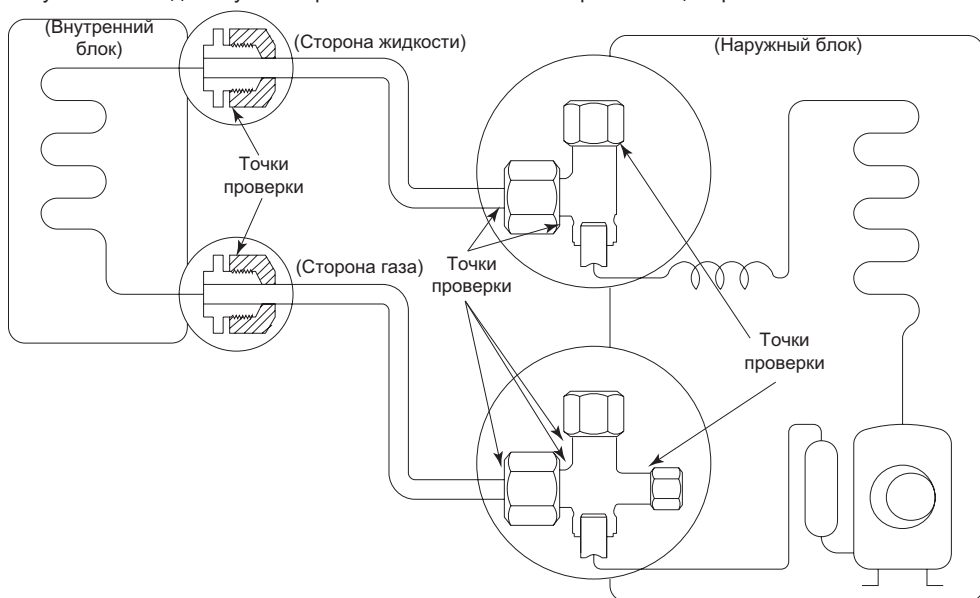 (Внутренний
блок)
(Сторона жидкости)
(Наружный блок)
Точки
проверки
(Сторона газа)
Точки
проверки
Точки
проверки